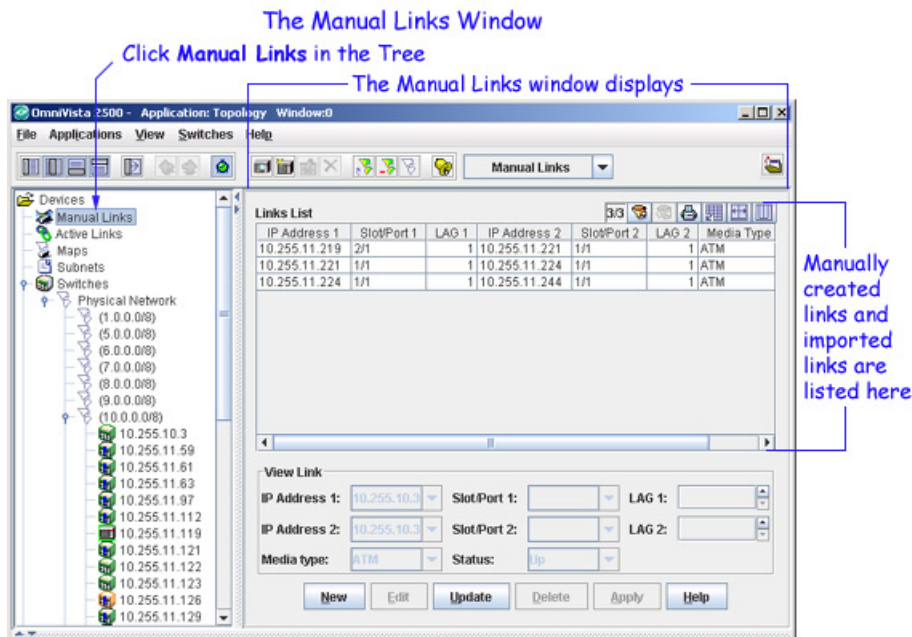 The Manual Links Window
Click Manual Links in the Tree
The Manual Links window displays
OmniVista 2500 - Application: Topology Window:0
File Applications View Switches Help
Manual Links
Devices
Manual Links
Active Links
Maps
Subnets
Switches
Physical Network
(1.0.0.0/8)
(5.0.0.0/8)
(6.0.0.0/8)
(7.0.0.0/8)
(8.0.0.0/8)
(9.0.0.0/8)
(10.0.0.0/8)
10.255.10.3
10.255.11.59
10.255.11.61
10.255.11.63
10.255.11.97
10.255.11.112
10.255.11.119
10.255.11.121
10.255.11.122
10.255.11.123
10.255.11.126
10.255.11.129
Links List 3/3
IP Address 1 Slot/Port 1 LAG 1 IP Address 2 Slot/Port 2 LAG 2 Media Type
10.255.11.219 2/1 1 10.255.11.221 1/1 1 ATM
10.255.11.221 1/1 1 10.255.11.224 1/1 1 ATM
10.255.11.224 1/1 1 10.255.11.244 1/1 1 ATM
View Link
IP Address 1: 10.255.10.3 Slot/Port 1: LAG 1:
IP Address 2: 10.255.10.3 Slot/Port 2: LAG 2:
Media type: ATM Status: Up
New Edit Update Delete Apply Help
Manually
created
links and
imported
links are
listed here